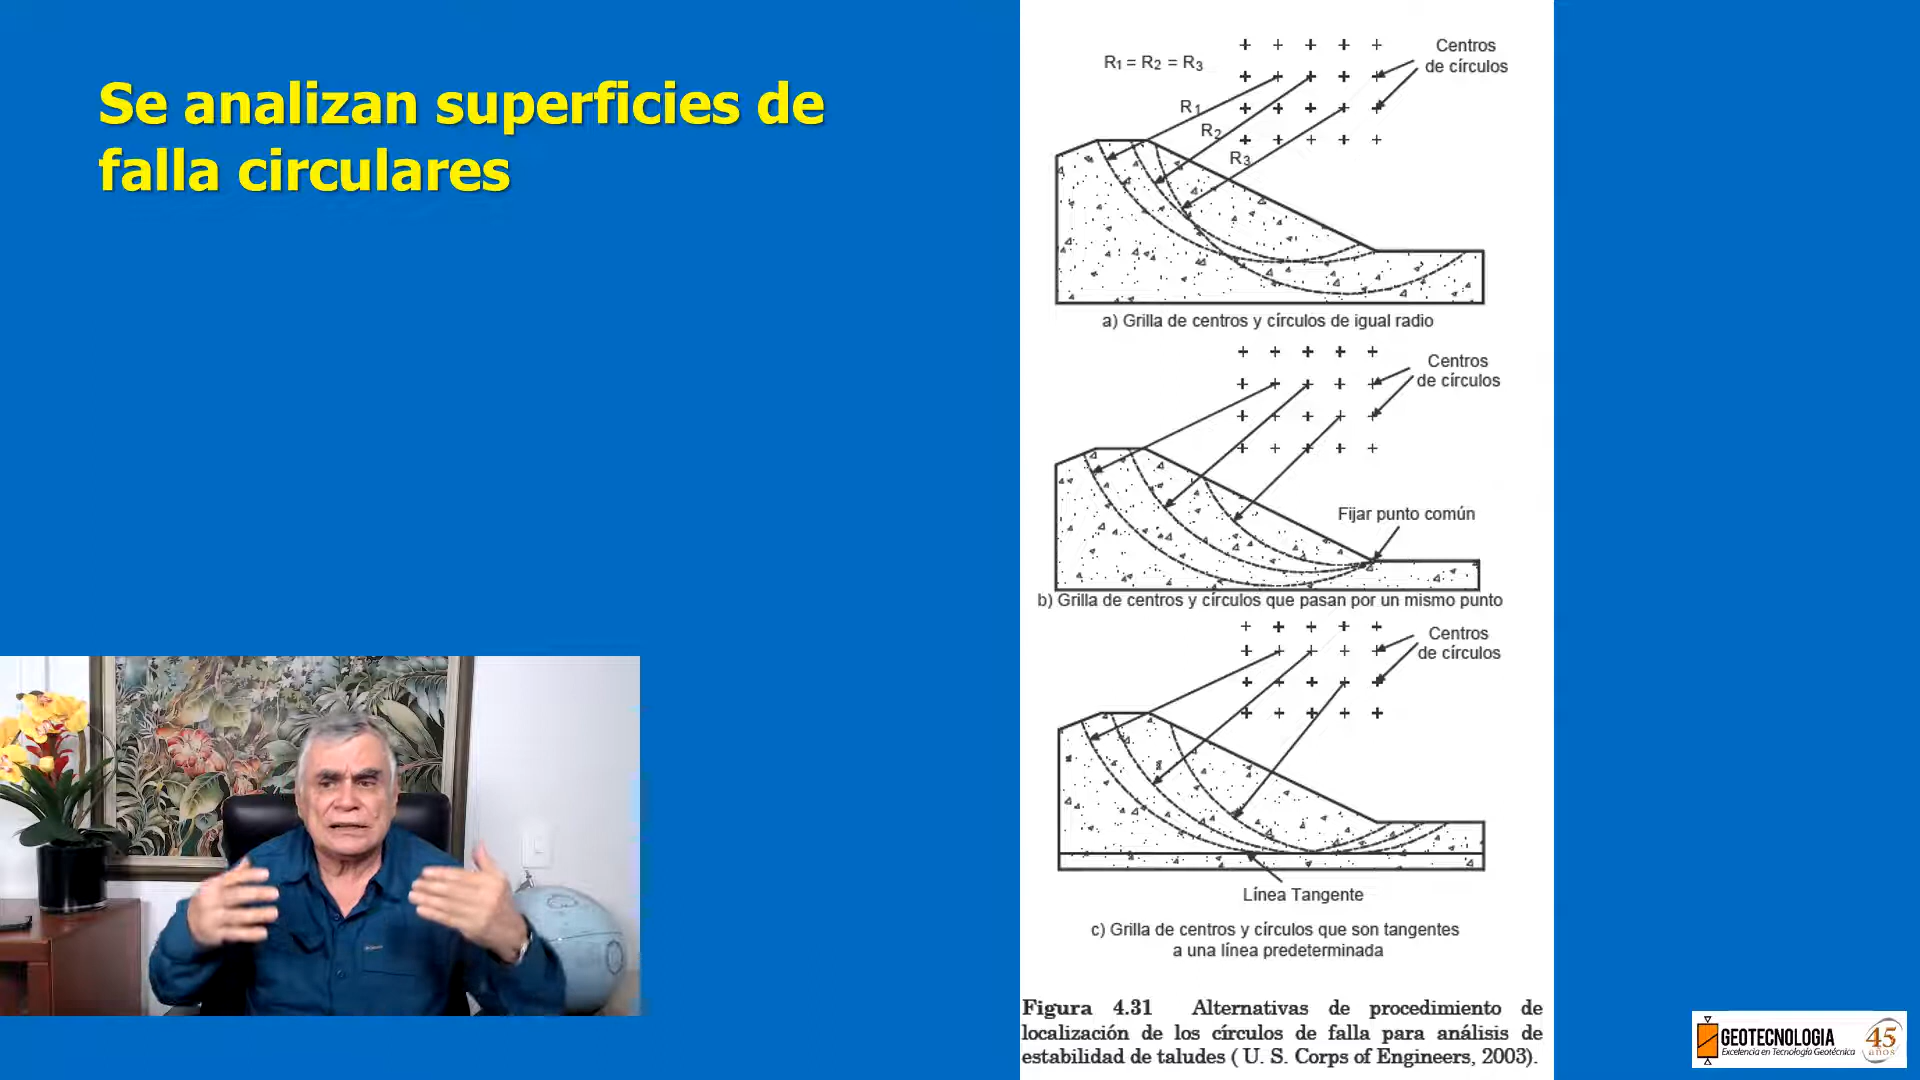 Se analizan superficies de
falla circulares
R1 = R2 = R3
Centros
de círculos
R1
R2
R3
a) Grilla de centros y círculos de igual radio
Centros
de círculos
Fijar punto común
b) Grilla de centros y círculos que pasan por un mismo punto
Centros
de círculos
Línea Tangente
c) Grilla de centros y círculos que son tangentes
a una línea predeterminada
Figura 4.31 Alternativas de procedimiento de
localización de los círculos de falla para análisis de
estabilidad de taludes ( U. S. Corps of Engineers, 2003).
GEOTECNOLOGIA
Excelencia en Tecnología Geotécnica
45
años